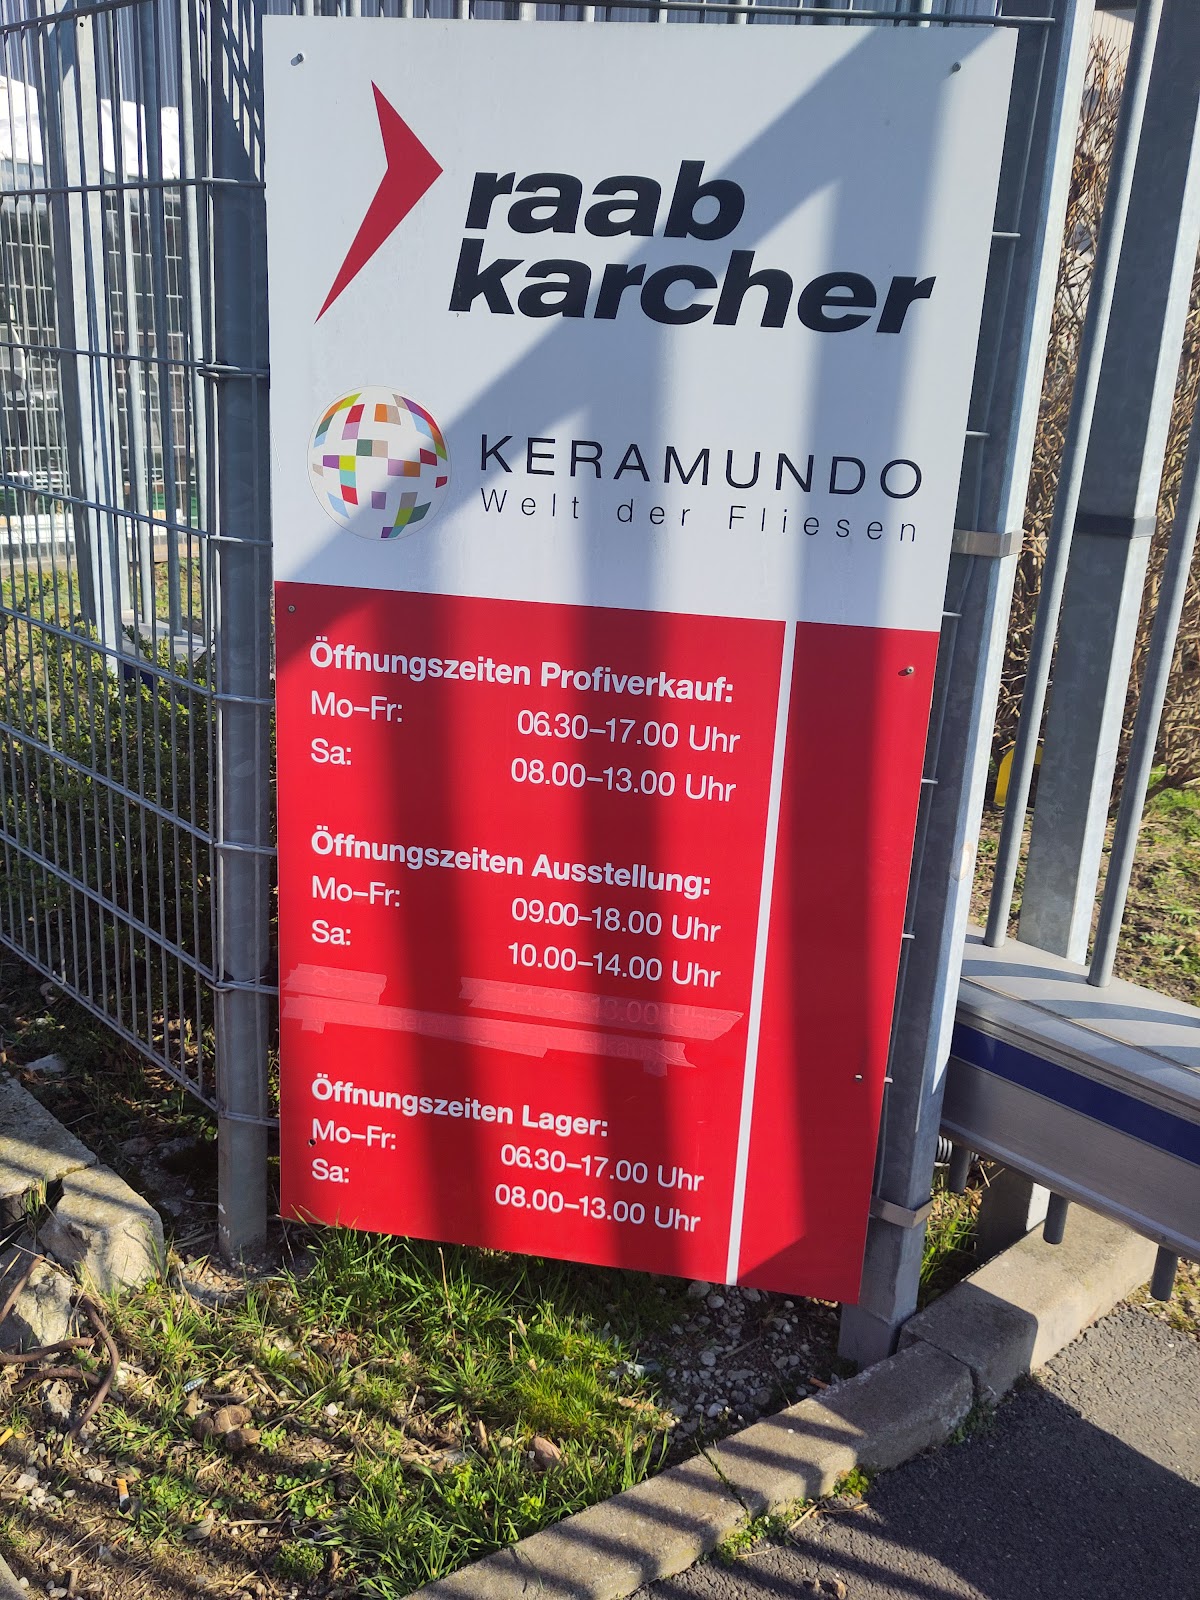 raab
karcher
KERAMUNDO
Welt der Fliesen
Öffnungszeiten Profiverkauf:
Mo–Fr: 06.30–17.00 Uhr
Sa: 08.00–13.00 Uhr
Öffnungszeiten Ausstellung:
Mo–Fr: 09.00–18.00 Uhr
Sa: 10.00–14.00 Uhr
Öffnungszeiten Lager:
Mo–Fr: 06.30–17.00 Uhr
Sa: 08.00–13.00 Uhr